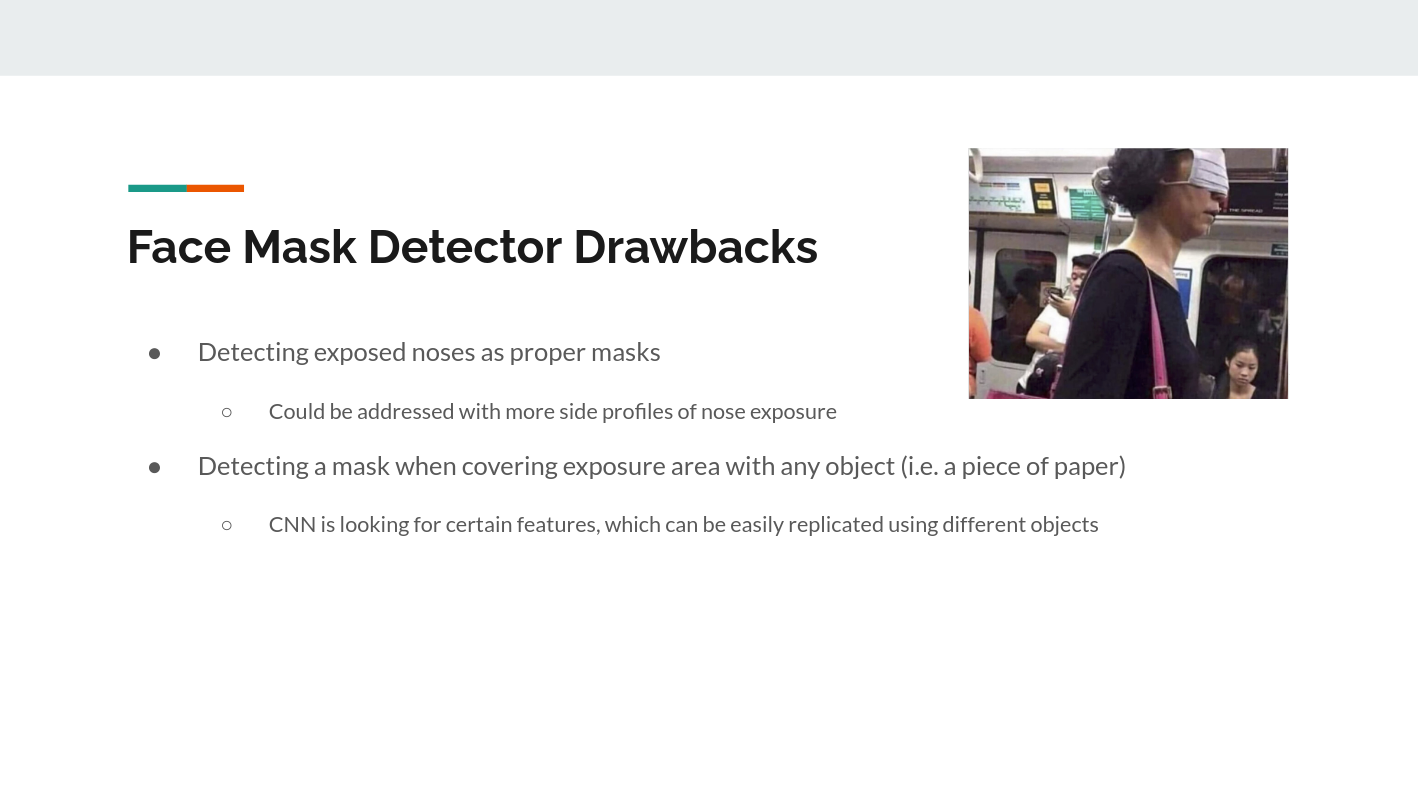 Face Mask Detector Drawbacks
● Detecting exposed noses as proper masks
○ Could be addressed with more side profiles of nose exposure
● Detecting a mask when covering exposure area with any object (i.e. a piece of paper)
○ CNN is looking for certain features, which can be easily replicated using different objects
THE SPREAD